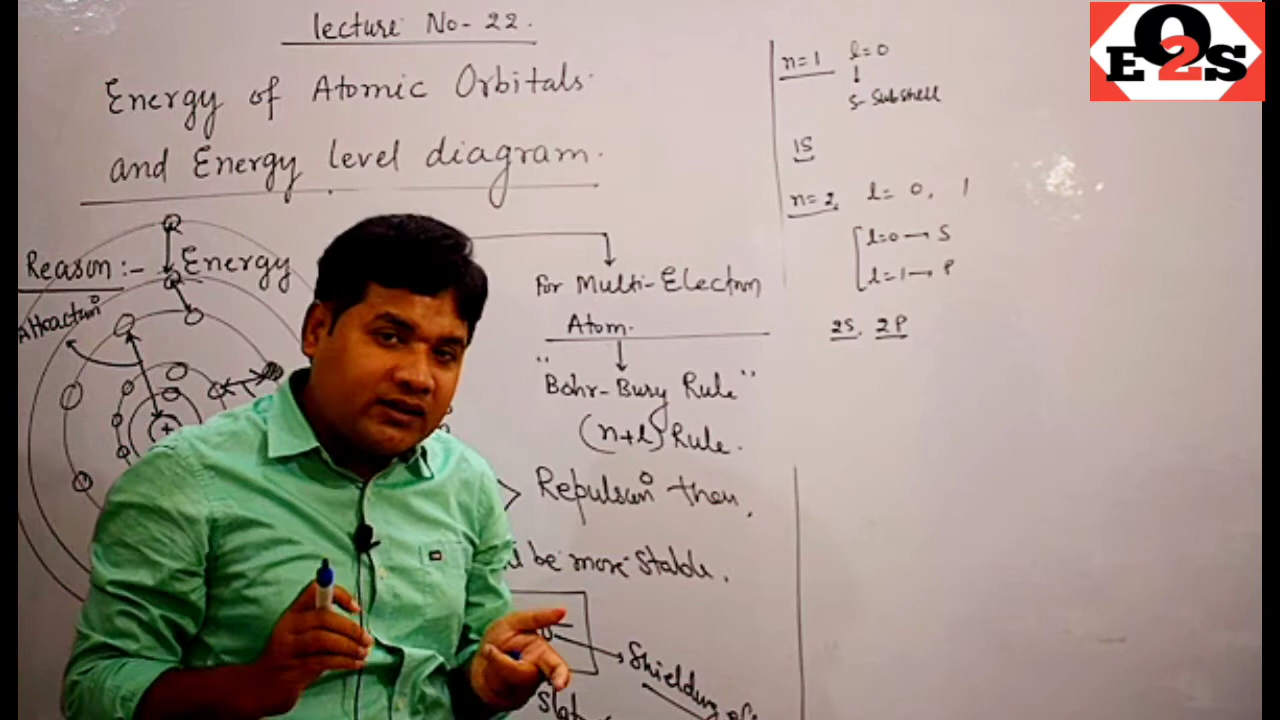 lecture No- 22.
Energy of Atomic Orbitals
and Energy level diagram.
Reason :- Energy
Attractⁿ
+
For Multi-Electron
Atom.
"Bohr-Bury Rule"
(n+l) Rule.
> Repulsion then,
be more stable.
Shielding
n=1 l=0
s-Subshell
1S
n=2, l= 0, 1
l=0 → S
l=1 → P
2S, 2P
EO2S